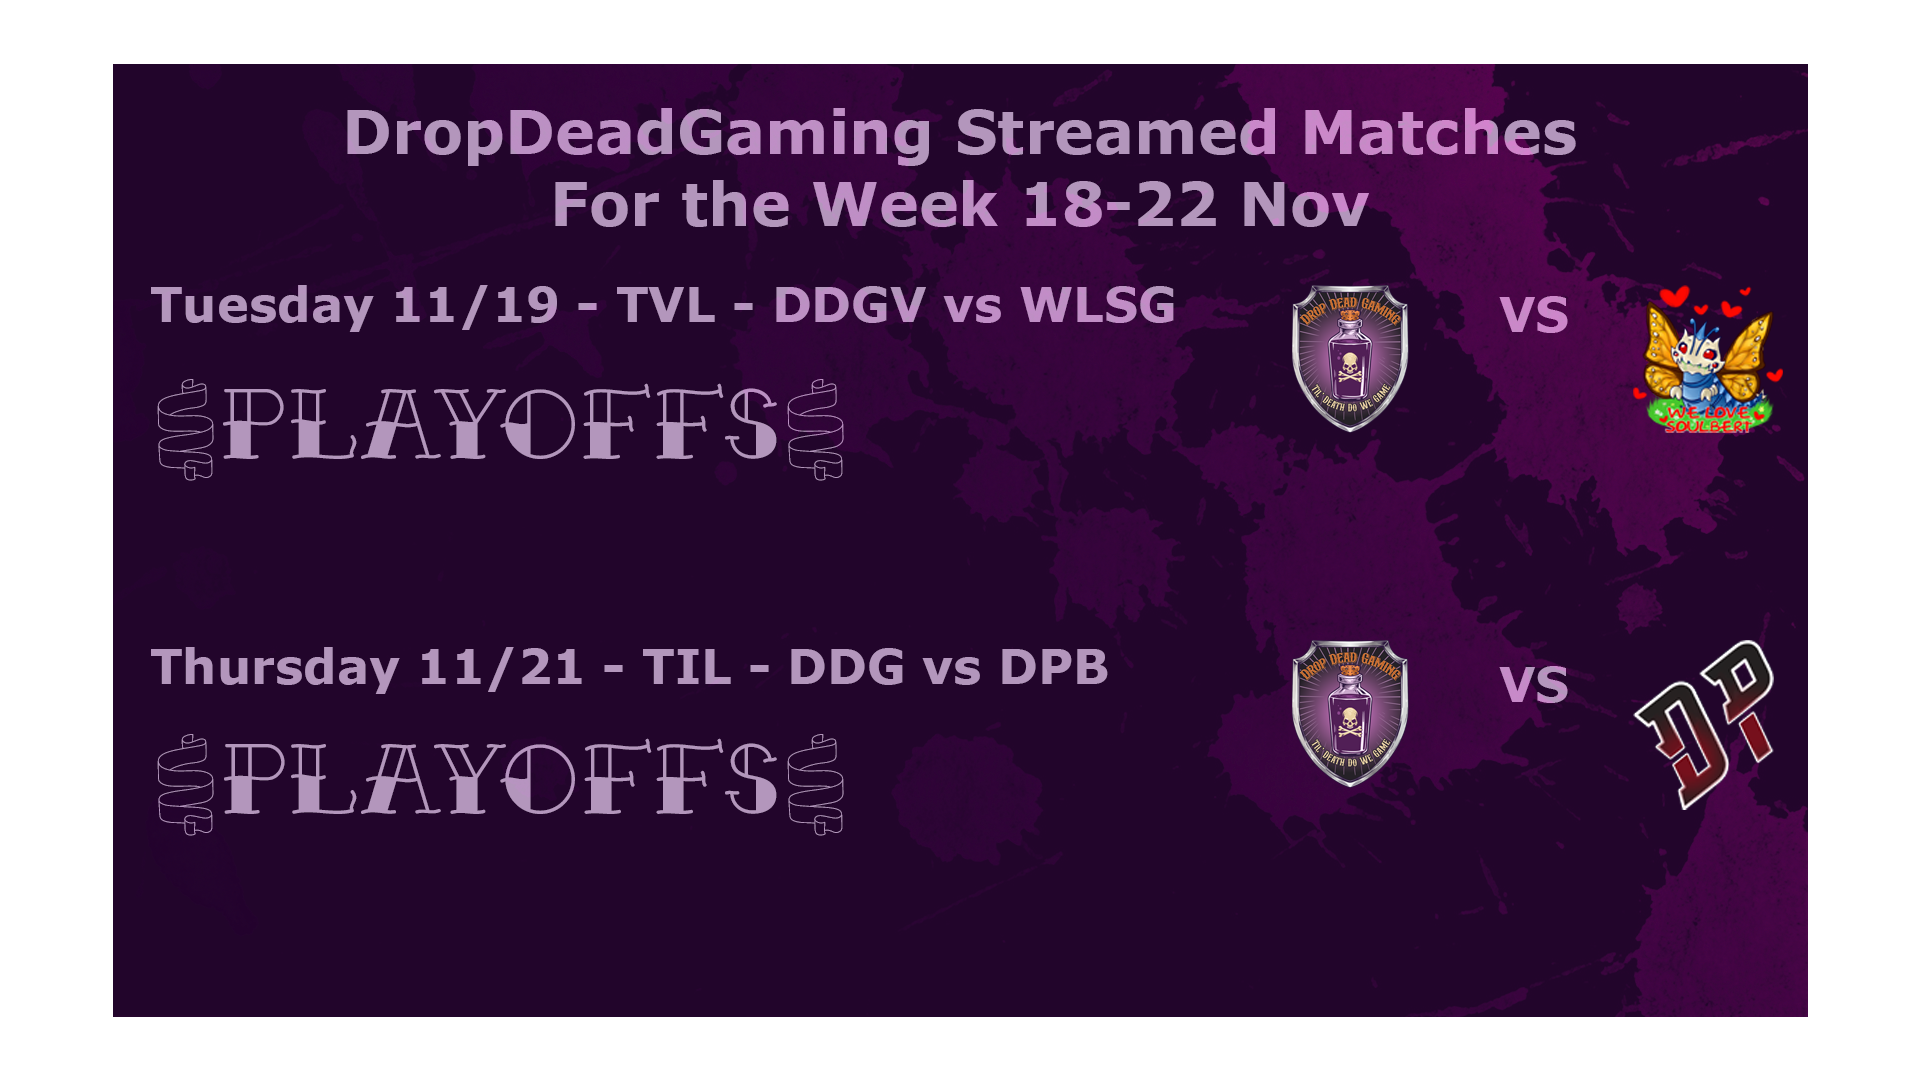 DropDeadGaming Streamed Matches
For the Week 18-22 Nov
Tuesday 11/19 - TVL - DDGV vs WLSG
PLAYOFFS
DROP DEAD GAMING
TIL' DEATH DO WE GAME
VS
WE LOVE
SOULBERT
Thursday 11/21 - TIL - DDG vs DPB
PLAYOFFS
DROP DEAD GAMING
TIL' DEATH DO WE GAME
VS
DP